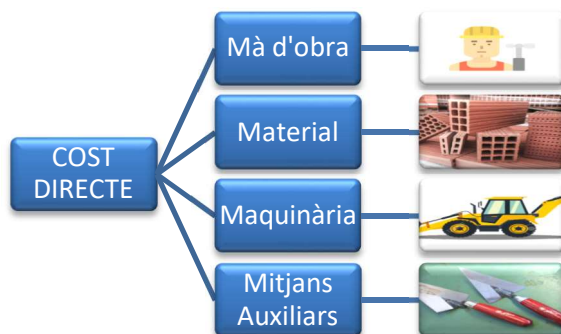 Mà d'obra
Material
COST
DIRECTE
Maquinària
Mitjans
Auxiliars